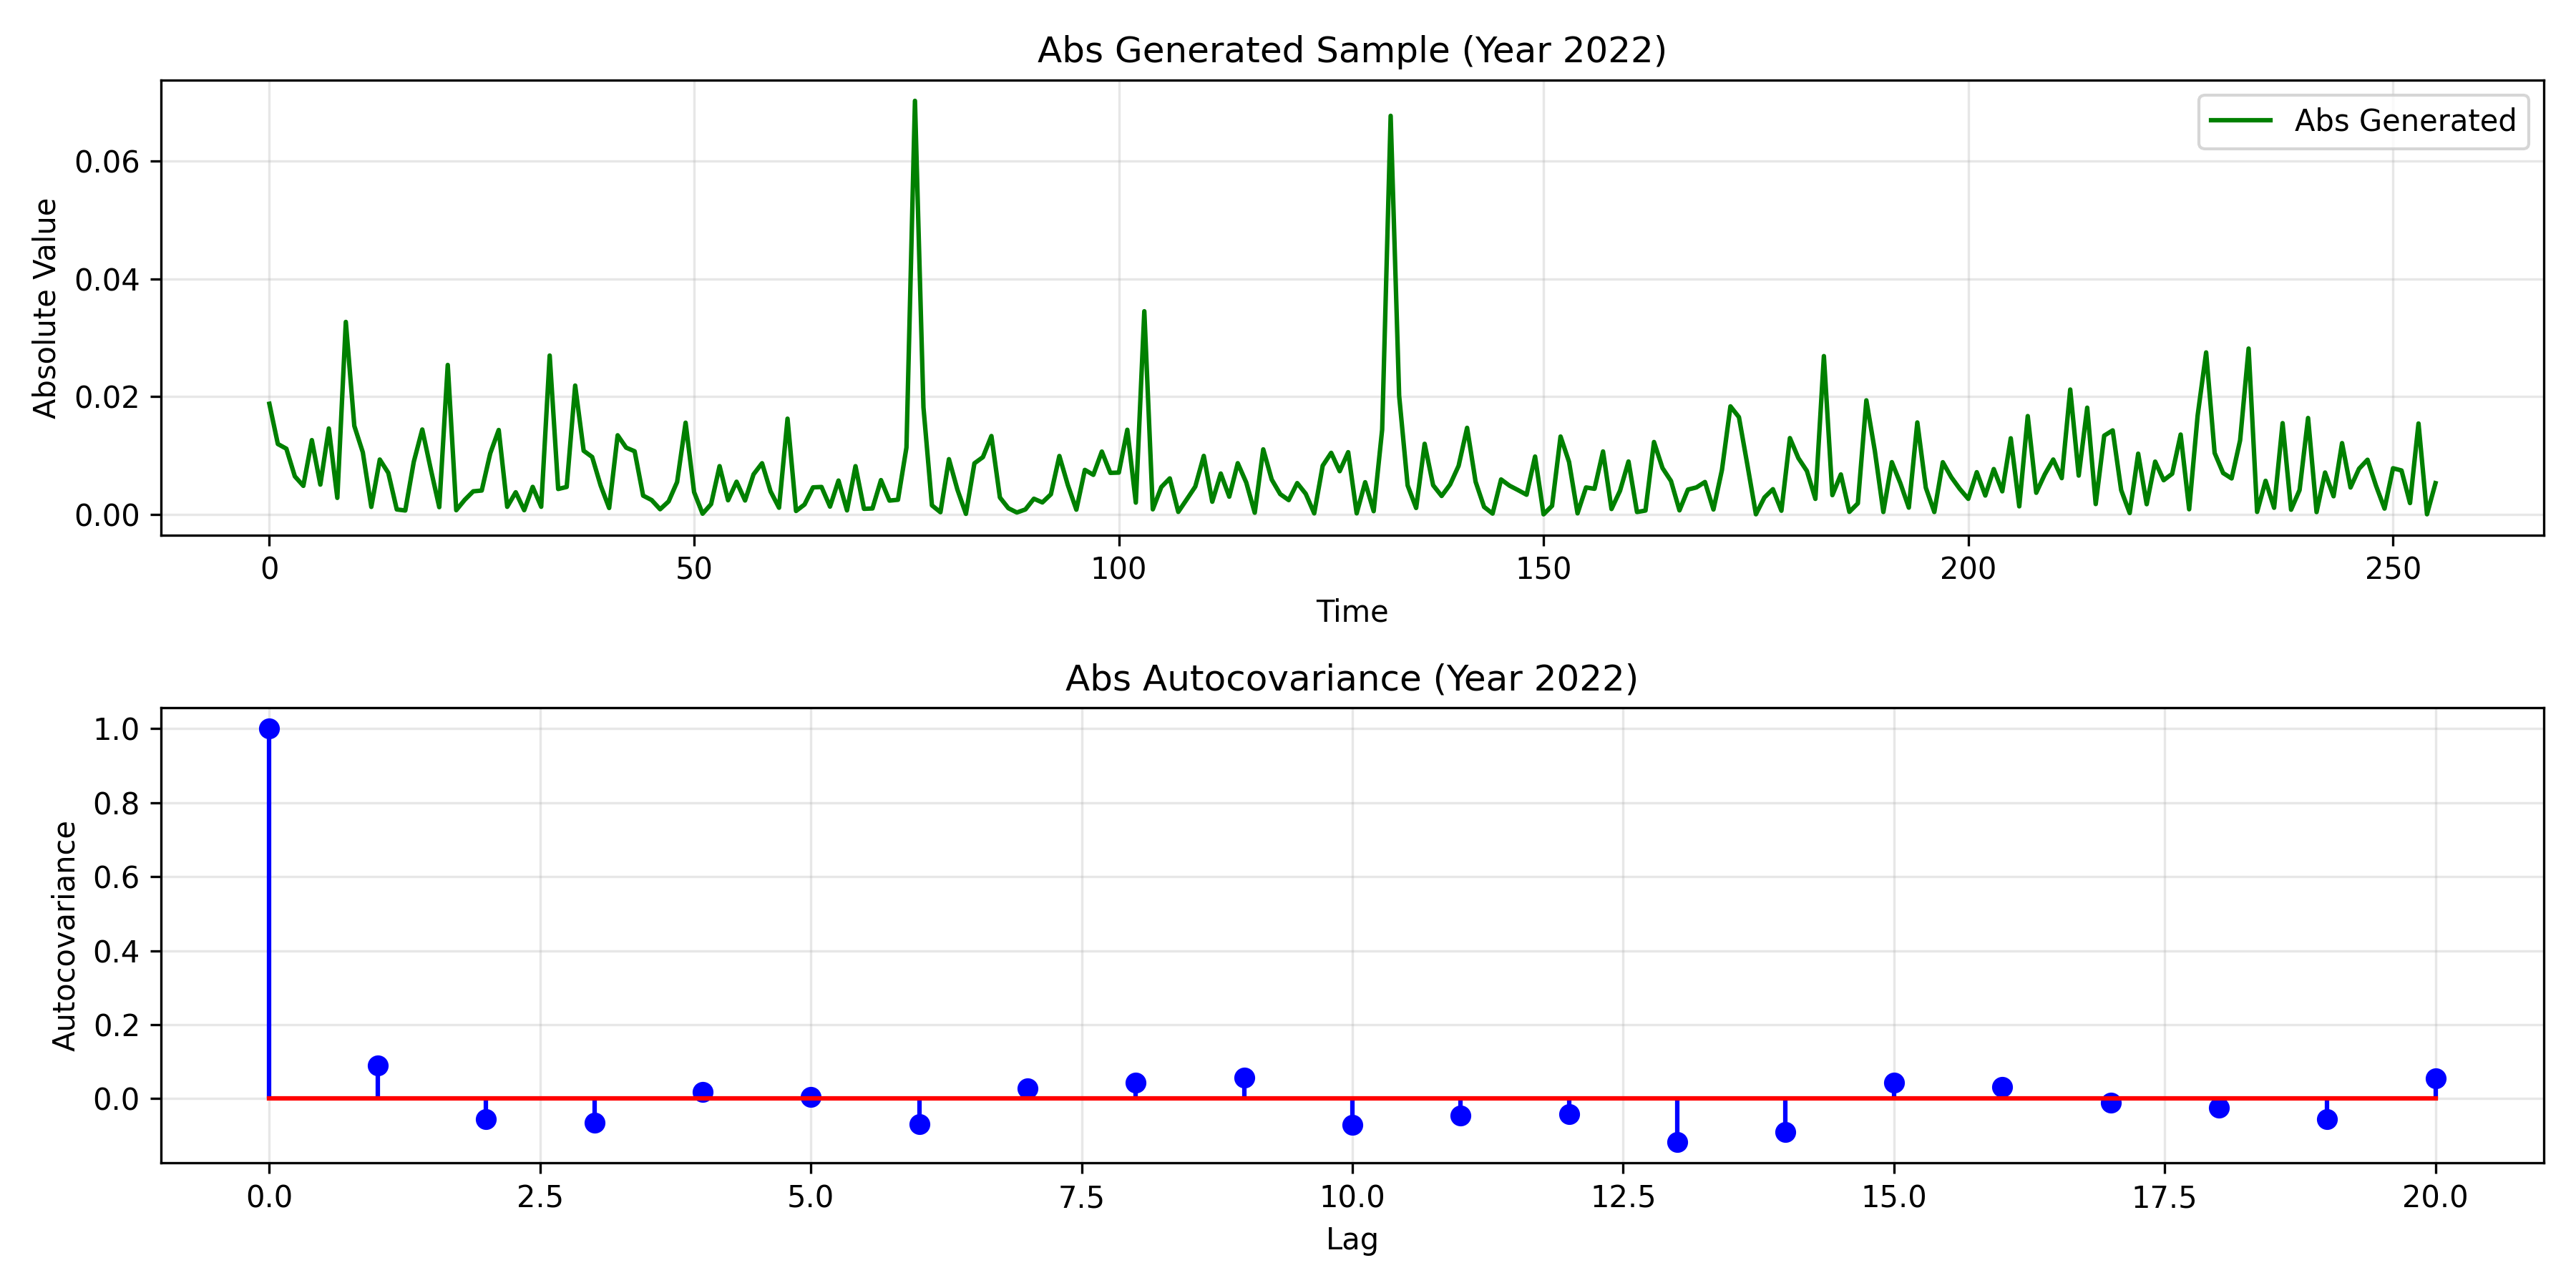 Abs Generated Sample (Year 2022)
Absolute Value
0.06
0.04
0.02
0.00
Abs Generated
0 50 100 150 200 250
Time
Abs Autocovariance (Year 2022)
Autocovariance
1.0
0.8
0.6
0.4
0.2
0.0
0.0 2.5 5.0 7.5 10.0 12.5 15.0 17.5 20.0
Lag